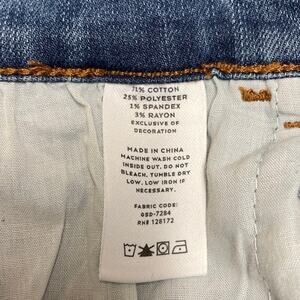 71% COTTON
25% POLYESTER
1% SPANDEX
3% RAYON
EXCLUSIVE OF
DECORATION
MADE IN CHINA
MACHINE WASH COLD
INSIDE OUT. DO NOT
BLEACH. TUMBLE DRY
LOW. LOW IRON IF
NECESSARY.
FABRIC CODE:
GSD-7284
RN# 128172